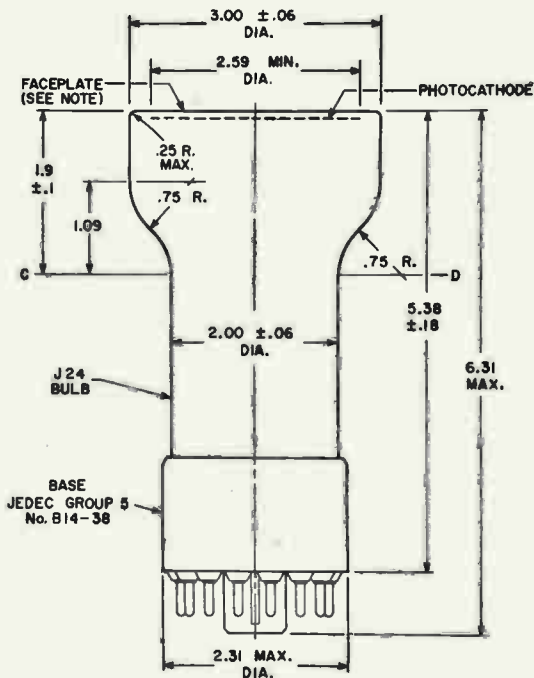 3.00 ±.06
DIA.
2.59 MIN.
DIA.
FACEPLATE
(SEE NOTE)
PHOTOCATHODE
.25 R.
MAX.
1.9
±.1
.75 R.
1.09
.75 R.
C
D
5.38
±.18
2.00 ±.06
DIA.
6.31
MAX.
J24
BULB
BASE
JEDEC GROUP 5
No. B14-38
2.31 MAX.
DIA.